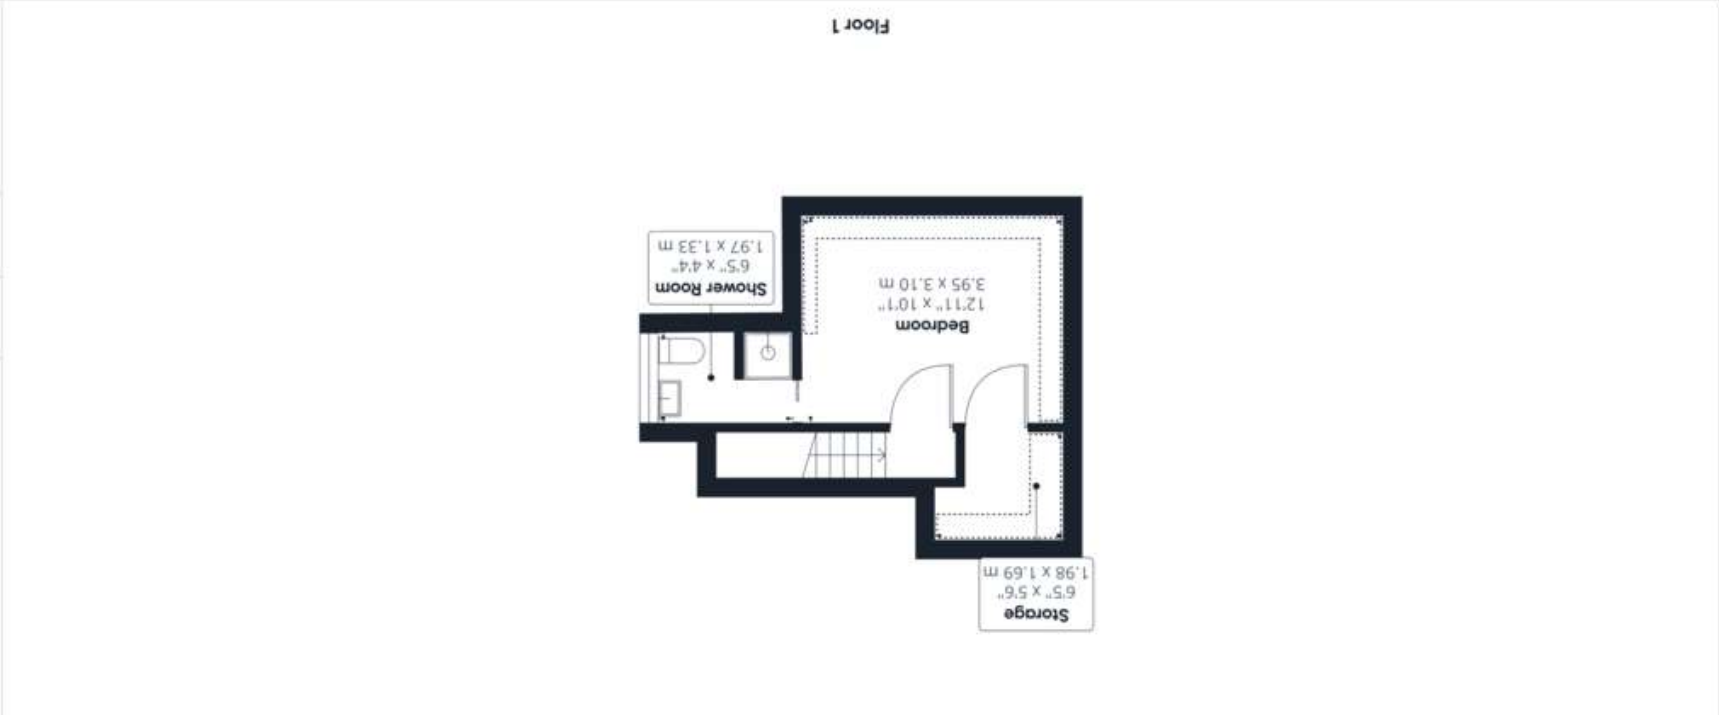 Storage
6'5" x 5'6"
1.98 x 1.69 m
Bedroom
12'11" x 10'1"
3.95 x 3.10 m
Shower Room
6'5" x 4'4"
1.97 x 1.33 m
Floor 1